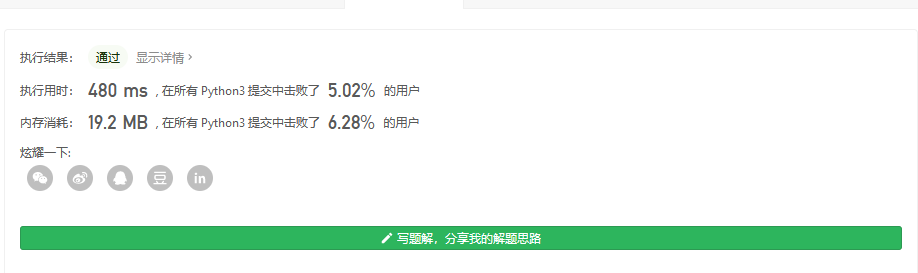 执行结果： 通过 显示详情 ›
执行用时： 480 ms ，在所有 Python3 提交中击败了 5.02% 的用户
内存消耗： 19.2 MB ，在所有 Python3 提交中击败了 6.28% 的用户
炫耀一下:
豆 in
写题解，分享我的解题思路